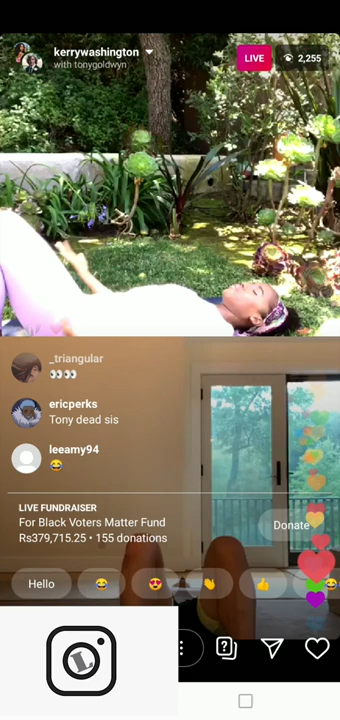 kerrywashington
with tonygoldwyn
LIVE
2,255
_triangular
👀👀
ericperks
Tony dead sis
leeamy94
😂
LIVE FUNDRAISER
For Black Voters Matter Fund
Rs379,715.25 • 155 donations
Donate
Hello
L